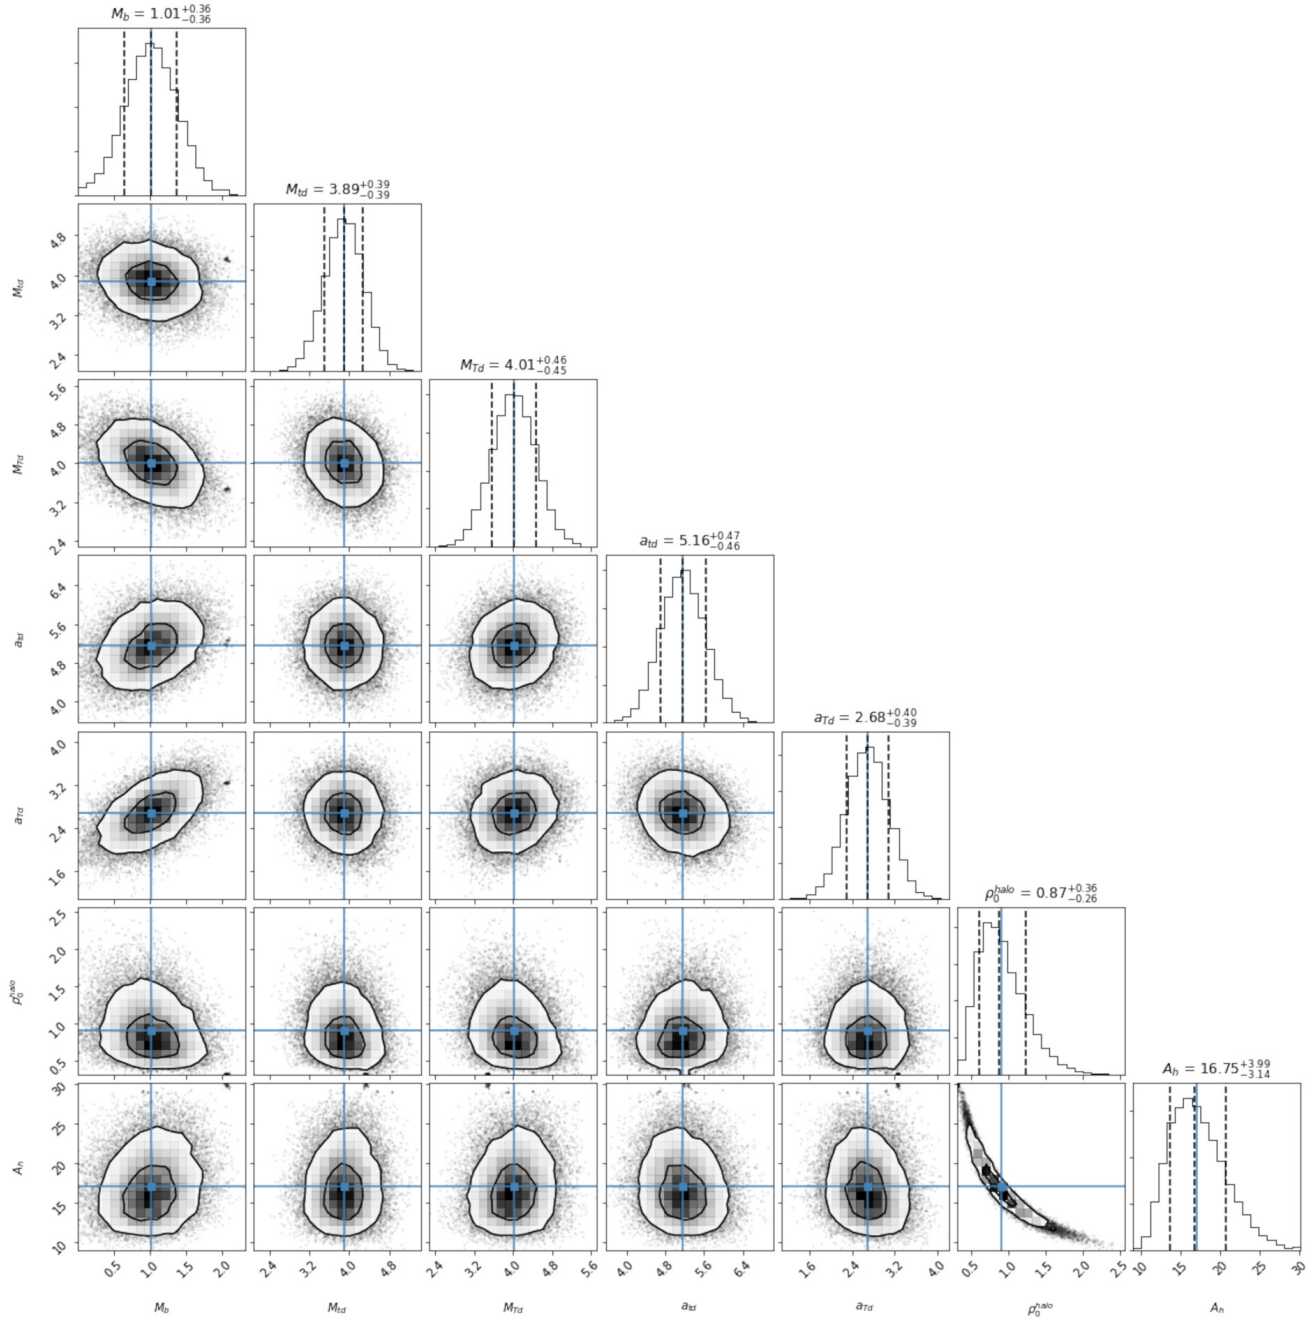 M_b = 1.01^{+0.36}_{-0.36}
M_{td} = 3.89^{+0.39}_{-0.39}
M_{td}
4.8
4.0
3.2
2.4
M_{Td} = 4.01^{+0.46}_{-0.45}
M_{Td}
5.6
4.8
4.0
3.2
2.4
a_{td} = 5.16^{+0.47}_{-0.46}
a_{td}
6.4
5.6
4.8
4.0
a_{Td} = 2.68^{+0.40}_{-0.39}
a_{Td}
4.0
3.2
2.4
1.6
ρ_0^{halo} = 0.87^{+0.36}_{-0.26}
ρ_0^{halo}
2.5
2.0
1.5
1.0
0.5
A_h = 16.75^{+3.99}_{-3.14}
A_h
30
25
20
15
10
0.5 1.0 1.5 2.0 2.4 3.2 4.0 4.8 2.4 3.2 4.0 4.8 5.6 4.0 4.8 5.6 6.4 1.6 2.4 3.2 4.0 0.5 1.0 1.5 2.0 2.5 10 15 20 25 30
M_b M_{td} M_{Td} a_{td} a_{Td} ρ_0^{halo} A_h